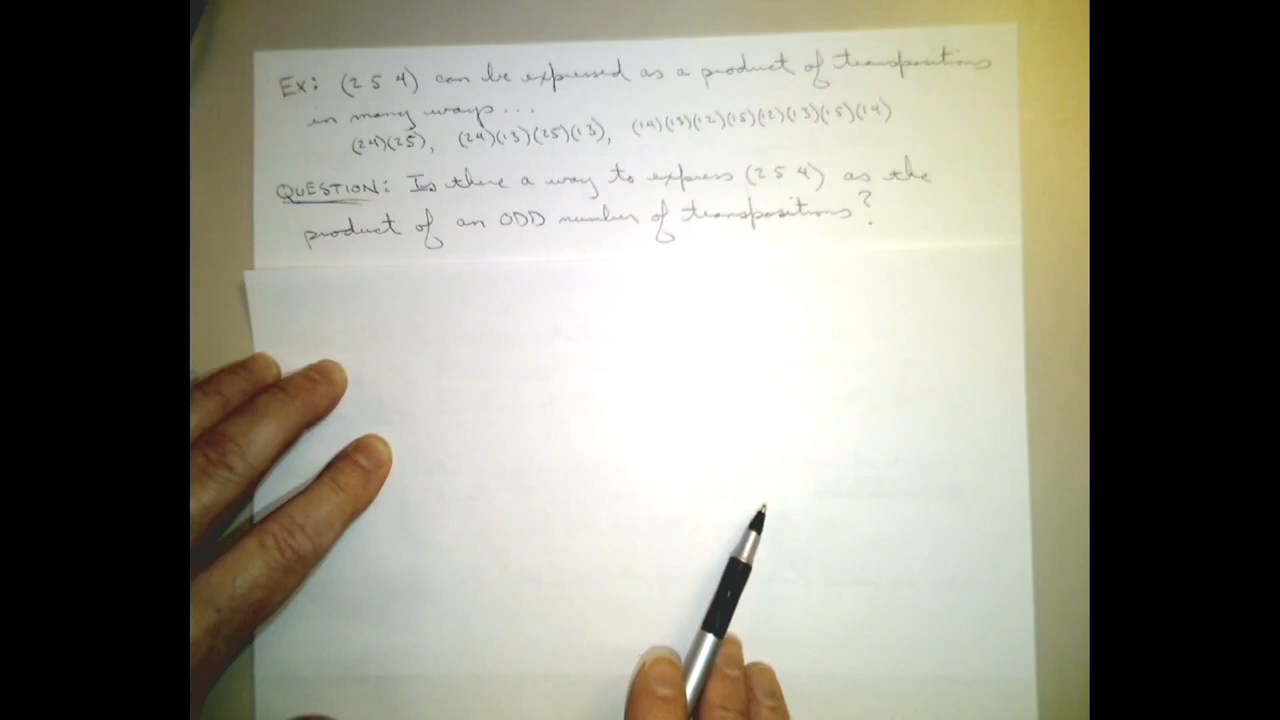 Ex: (2 5 4) can be expressed as a product of transpositions
in many ways...
(24)(25), (24)(13)(25)(13), (14)(13)(12)(15)(12)(13)(15)(14)
QUESTION: Is there a way to express (2 5 4) as the
product of an ODD number of transpositions?